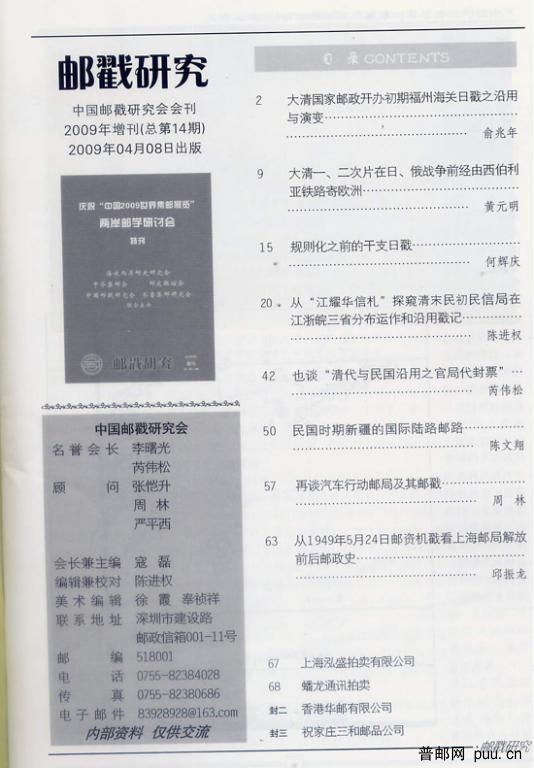 邮戳研究
中国邮戳研究会会刊
2009年增刊(总第14期)
2009年04月08日出版
庆祝“中国2009世界集邮展览”
两岸邮学研讨会
特刊
邮戳研究
中国邮戳研究会
名誉会长 李曙光
芮伟松
顾 问 张恺升
周 林
严平西
会长兼主编 寇 磊
编辑兼校对 陈进权
美术编辑 徐 霞 奉祯祥
联系地址 深圳市建设路
邮政信箱001-11号
邮 编 518001
电 话 0755-82384028
传 真 0755-82380686
电子邮件 83928928@163.com
内部资料 仅供交流
目 录 CONTENTS
2 大清国家邮政开办初期福州海关日戳之沿用
与演变
俞兆年
9 大清一、二次片在日、俄战争前经由西伯利
亚铁路寄欧洲
黄元明
15 规则化之前的干支日戳
何辉庆
20 从“江耀华信札”探窥清末民初民信局在
江浙皖三省分布运作和沿用戳记
陈进权
42 也谈“清代与民国沿用之官局代封票”
芮伟松
50 民国时期新疆的国际陆路邮路
陈文翔
57 再谈汽车行动邮局及其邮戳
周 林
63 从1949年5月24日邮资机戳看上海邮局解放
前后邮政史
邱振龙
67 上海泓盛拍卖有限公司
68 蟠龙通讯拍卖
封二 香港华邮有限公司
封三 祝家庄三和邮品公司
邮戳研究
普邮网 puu.cn